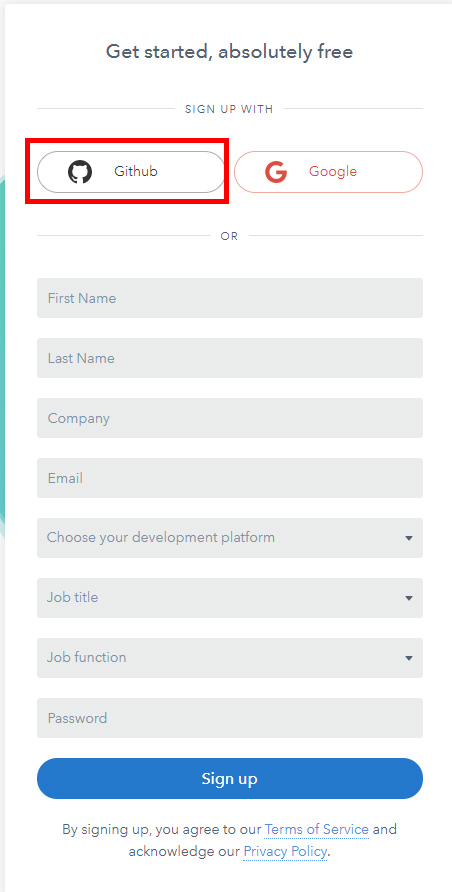 Get started, absolutely free
SIGN UP WITH
Github
Google
OR
First Name
Last Name
Company
Email
Choose your development platform
Job title
Job function
Password
Sign up
By signing up, you agree to our Terms of Service and
acknowledge our Privacy Policy.